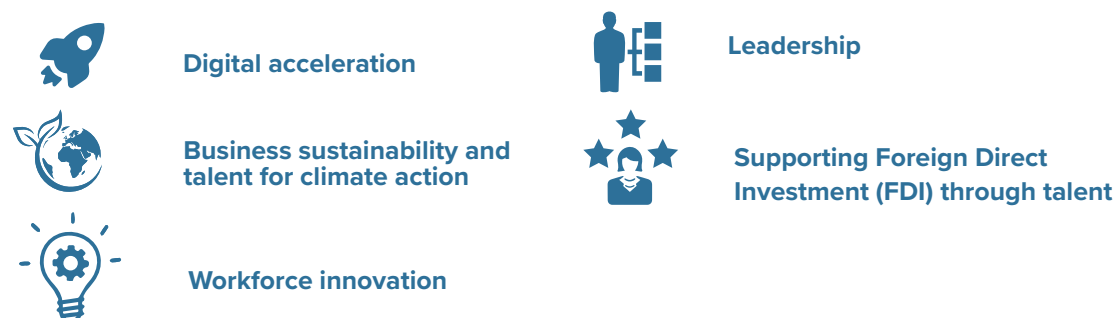 Digital acceleration
Business sustainability and
talent for climate action
Workforce innovation
Leadership
Supporting Foreign Direct
Investment (FDI) through talent